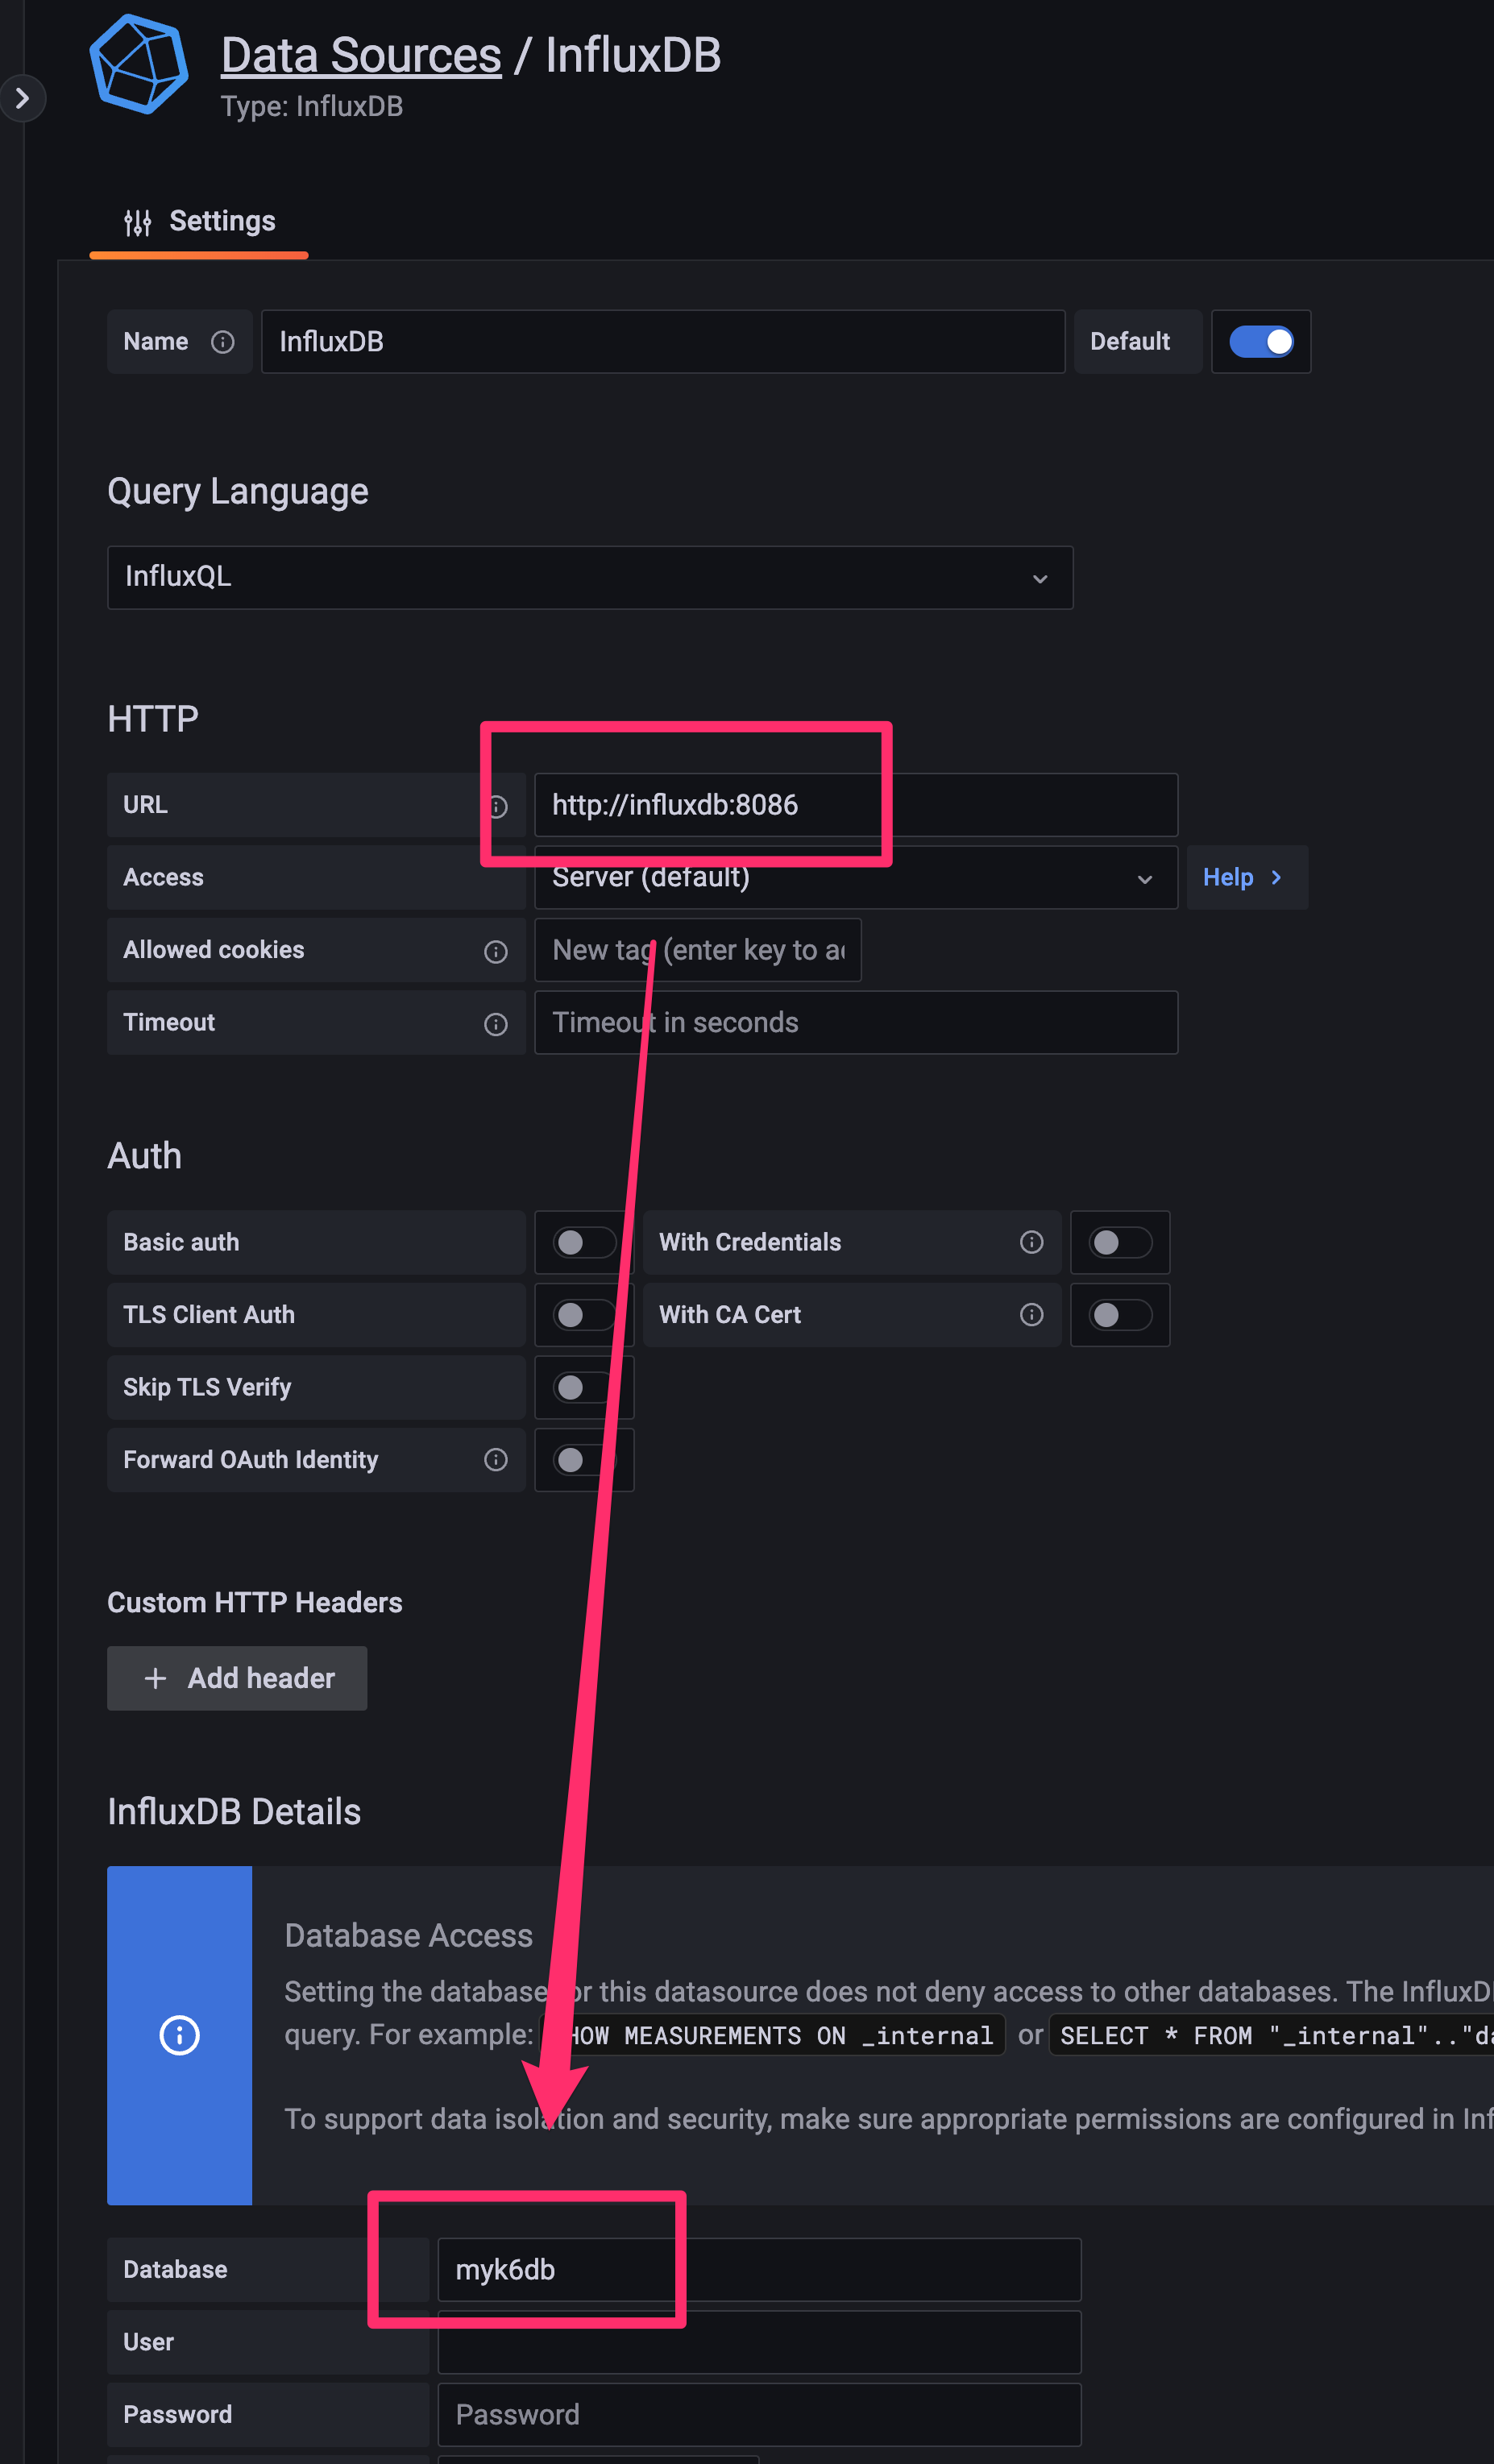 Data Sources / InfluxDB
Type: InfluxDB
Settings
Name InfluxDB Default
Query Language
InfluxQL
HTTP
URL http://influxdb:8086
Access Server (default) Help
Allowed cookies New tag (enter key to a
Timeout Timeout in seconds
Auth
Basic auth With Credentials
TLS Client Auth With CA Cert
Skip TLS Verify
Forward OAuth Identity
Custom HTTP Headers
+ Add header
InfluxDB Details
Database Access
Setting the database for this datasource does not deny access to other databases. The InfluxD
query. For example: SHOW MEASUREMENTS ON _internal or SELECT * FROM "_internal".."da
To support data isolation and security, make sure appropriate permissions are configured in Inf
Database myk6db
User
Password Password